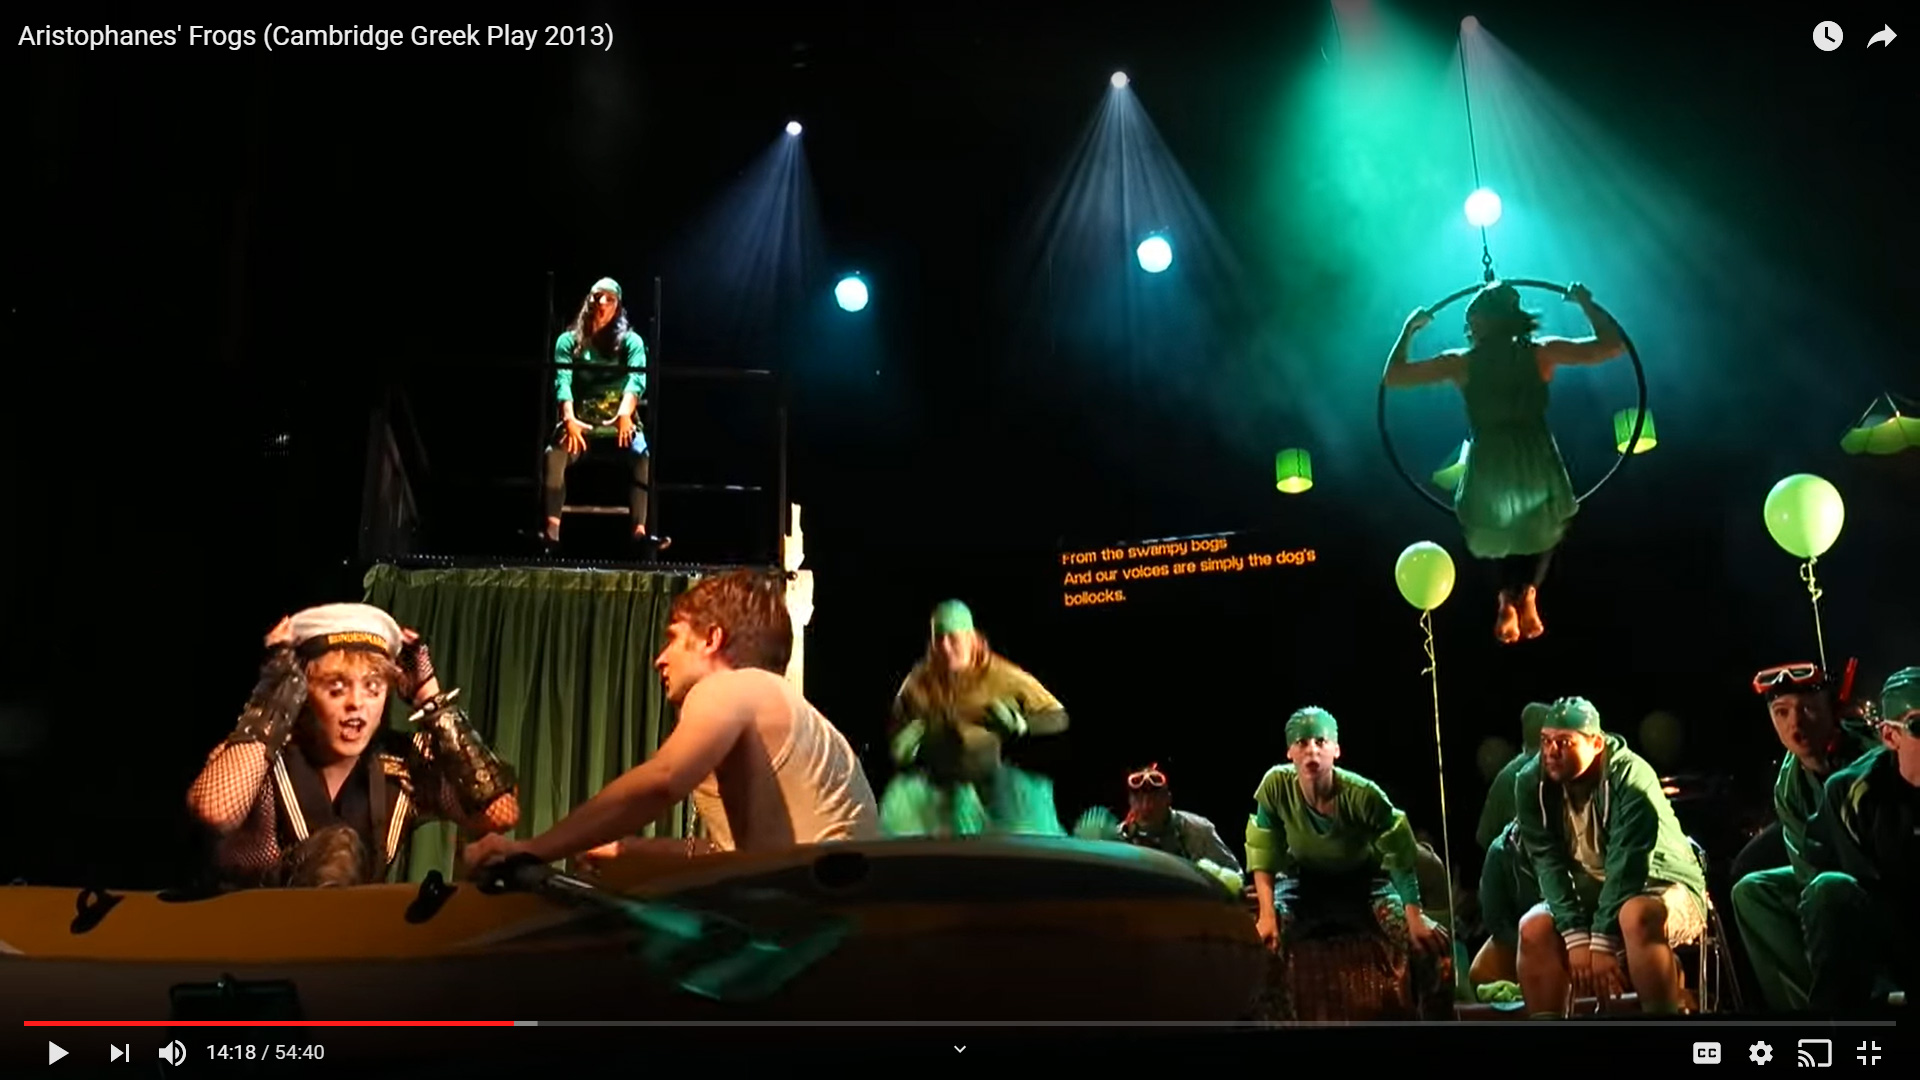 Aristophanes' Frogs (Cambridge Greek Play 2013)
From the swampy bogs
And our voices are simply the dog's
bollocks.
14:18 / 54:40
CC